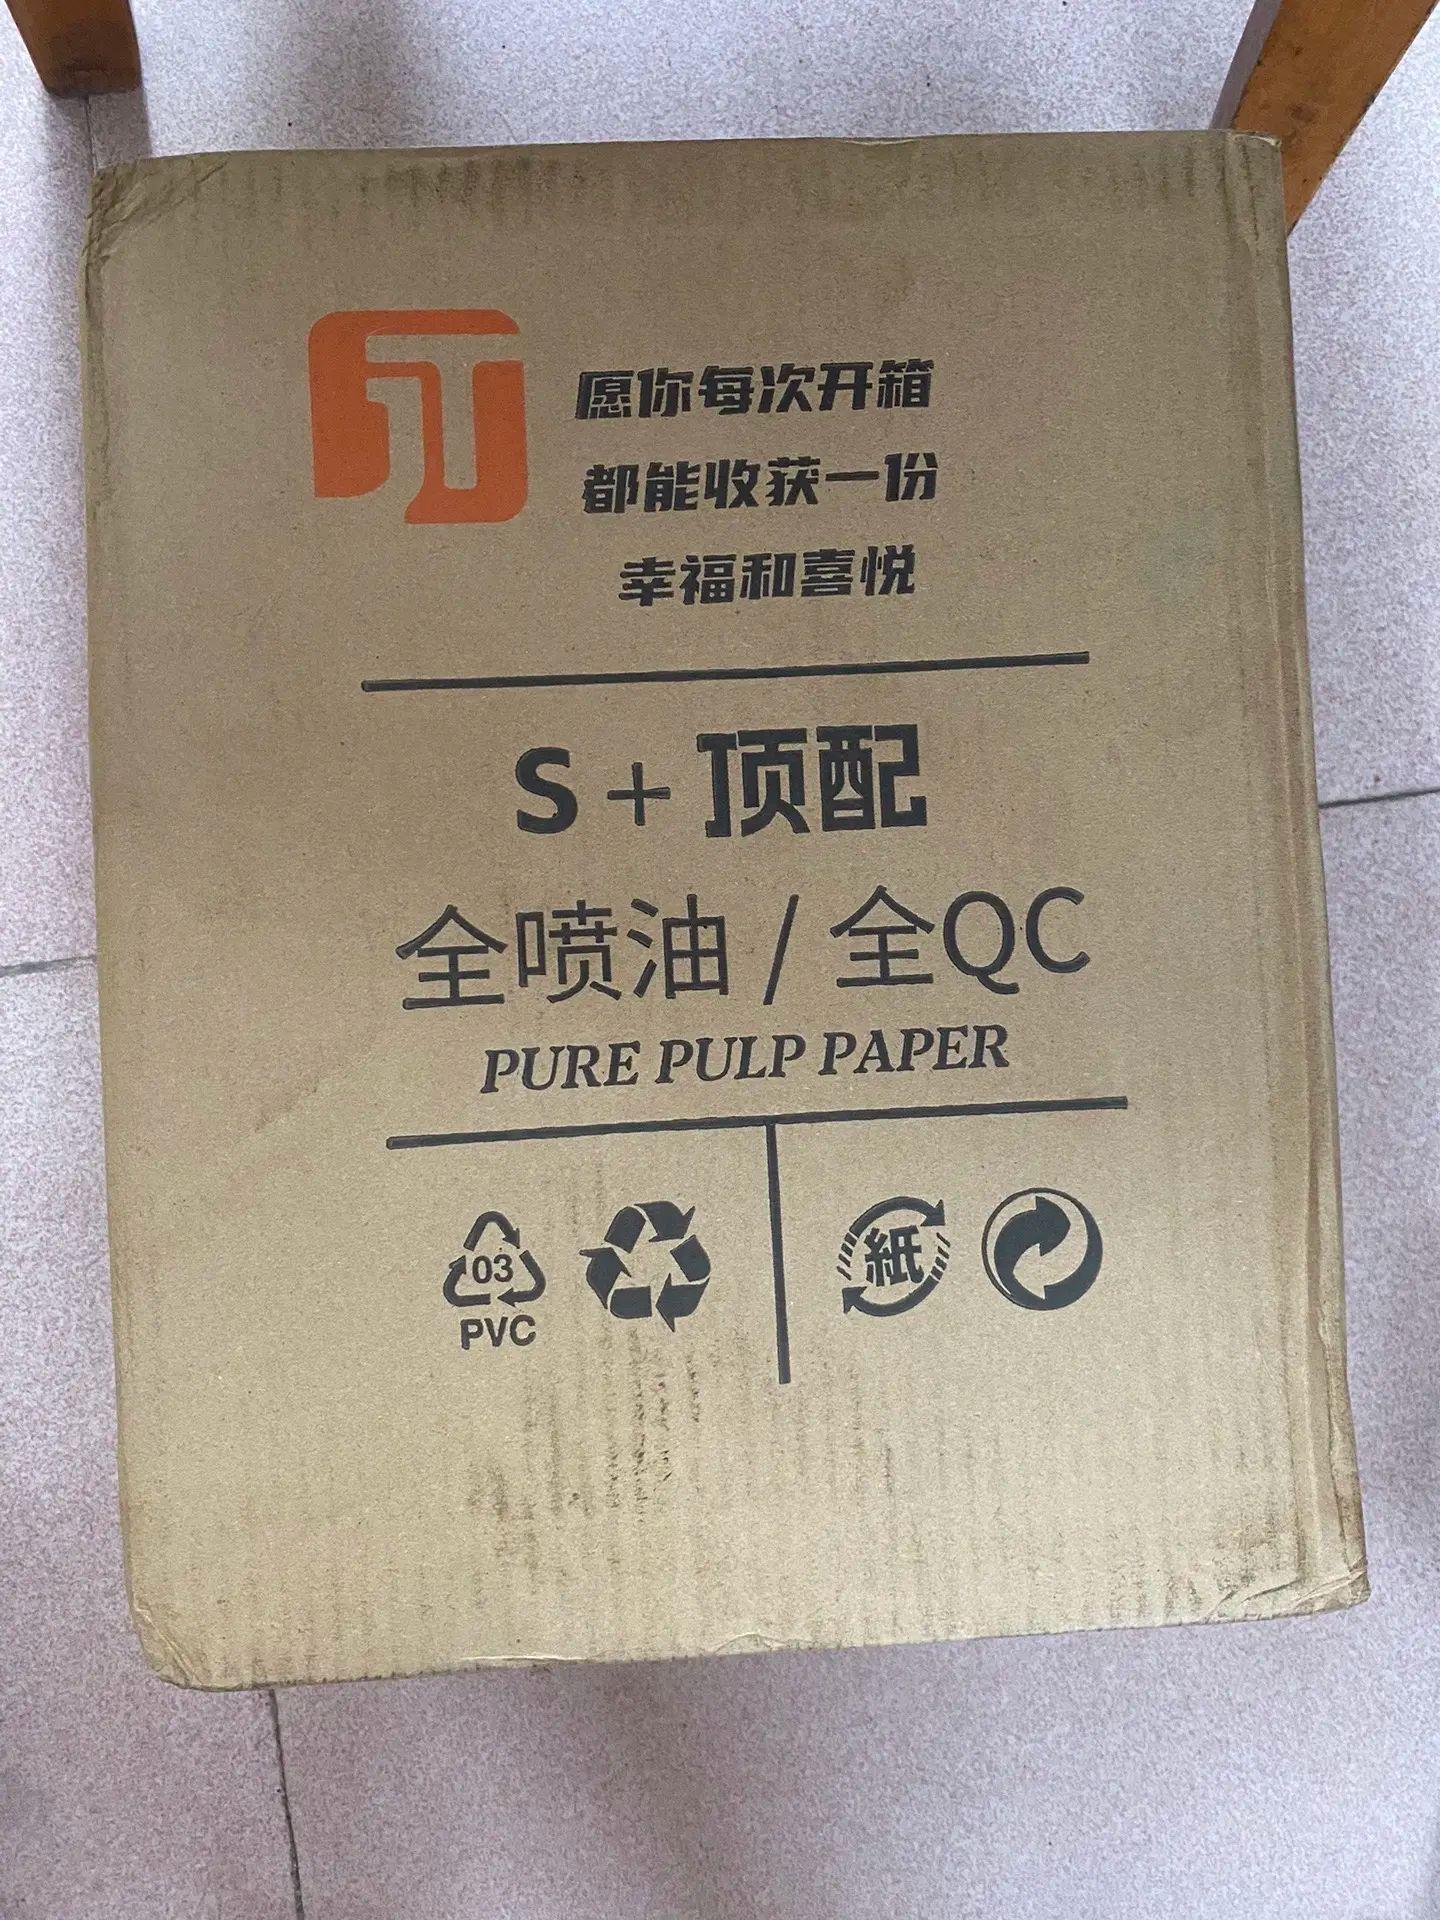 愿你每次开箱
都能收获一份
幸福和喜悦
S+顶配
全喷油/全QC
PURE PULP PAPER
03
PVC
紙